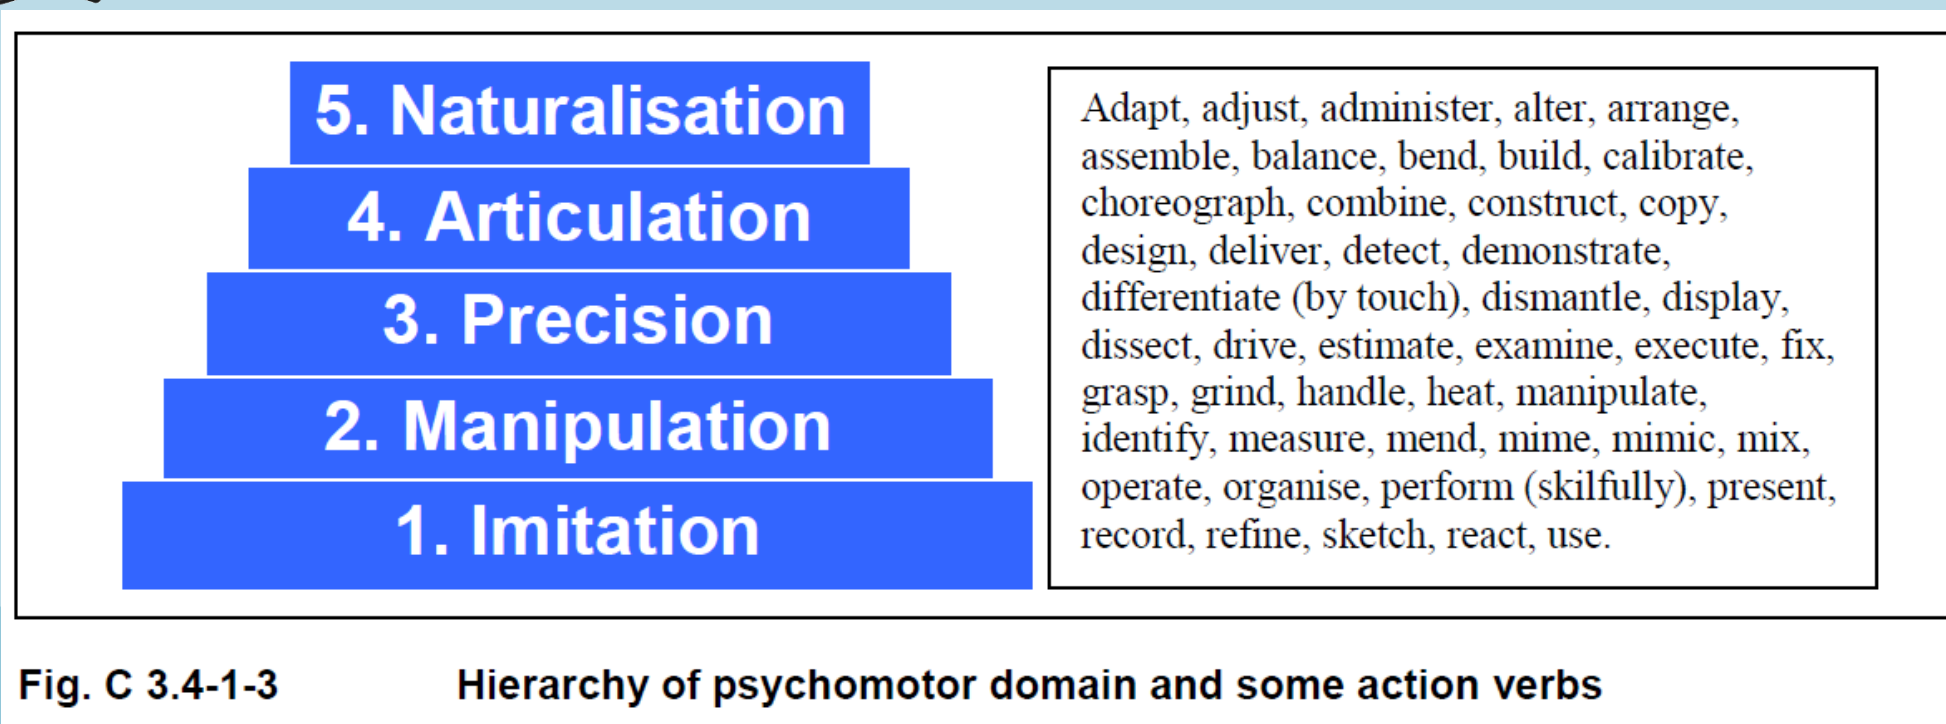 5. Naturalisation
4. Articulation
3. Precision
2. Manipulation
1. Imitation
Adapt, adjust, administer, alter, arrange,
assemble, balance, bend, build, calibrate,
choreograph, combine, construct, copy,
design, deliver, detect, demonstrate,
differentiate (by touch), dismantle, display,
dissect, drive, estimate, examine, execute, fix,
grasp, grind, handle, heat, manipulate,
identify, measure, mend, mime, mimic, mix,
operate, organise, perform (skilfully), present,
record, refine, sketch, react, use.
Fig. C 3.4-1-3 Hierarchy of psychomotor domain and some action verbs